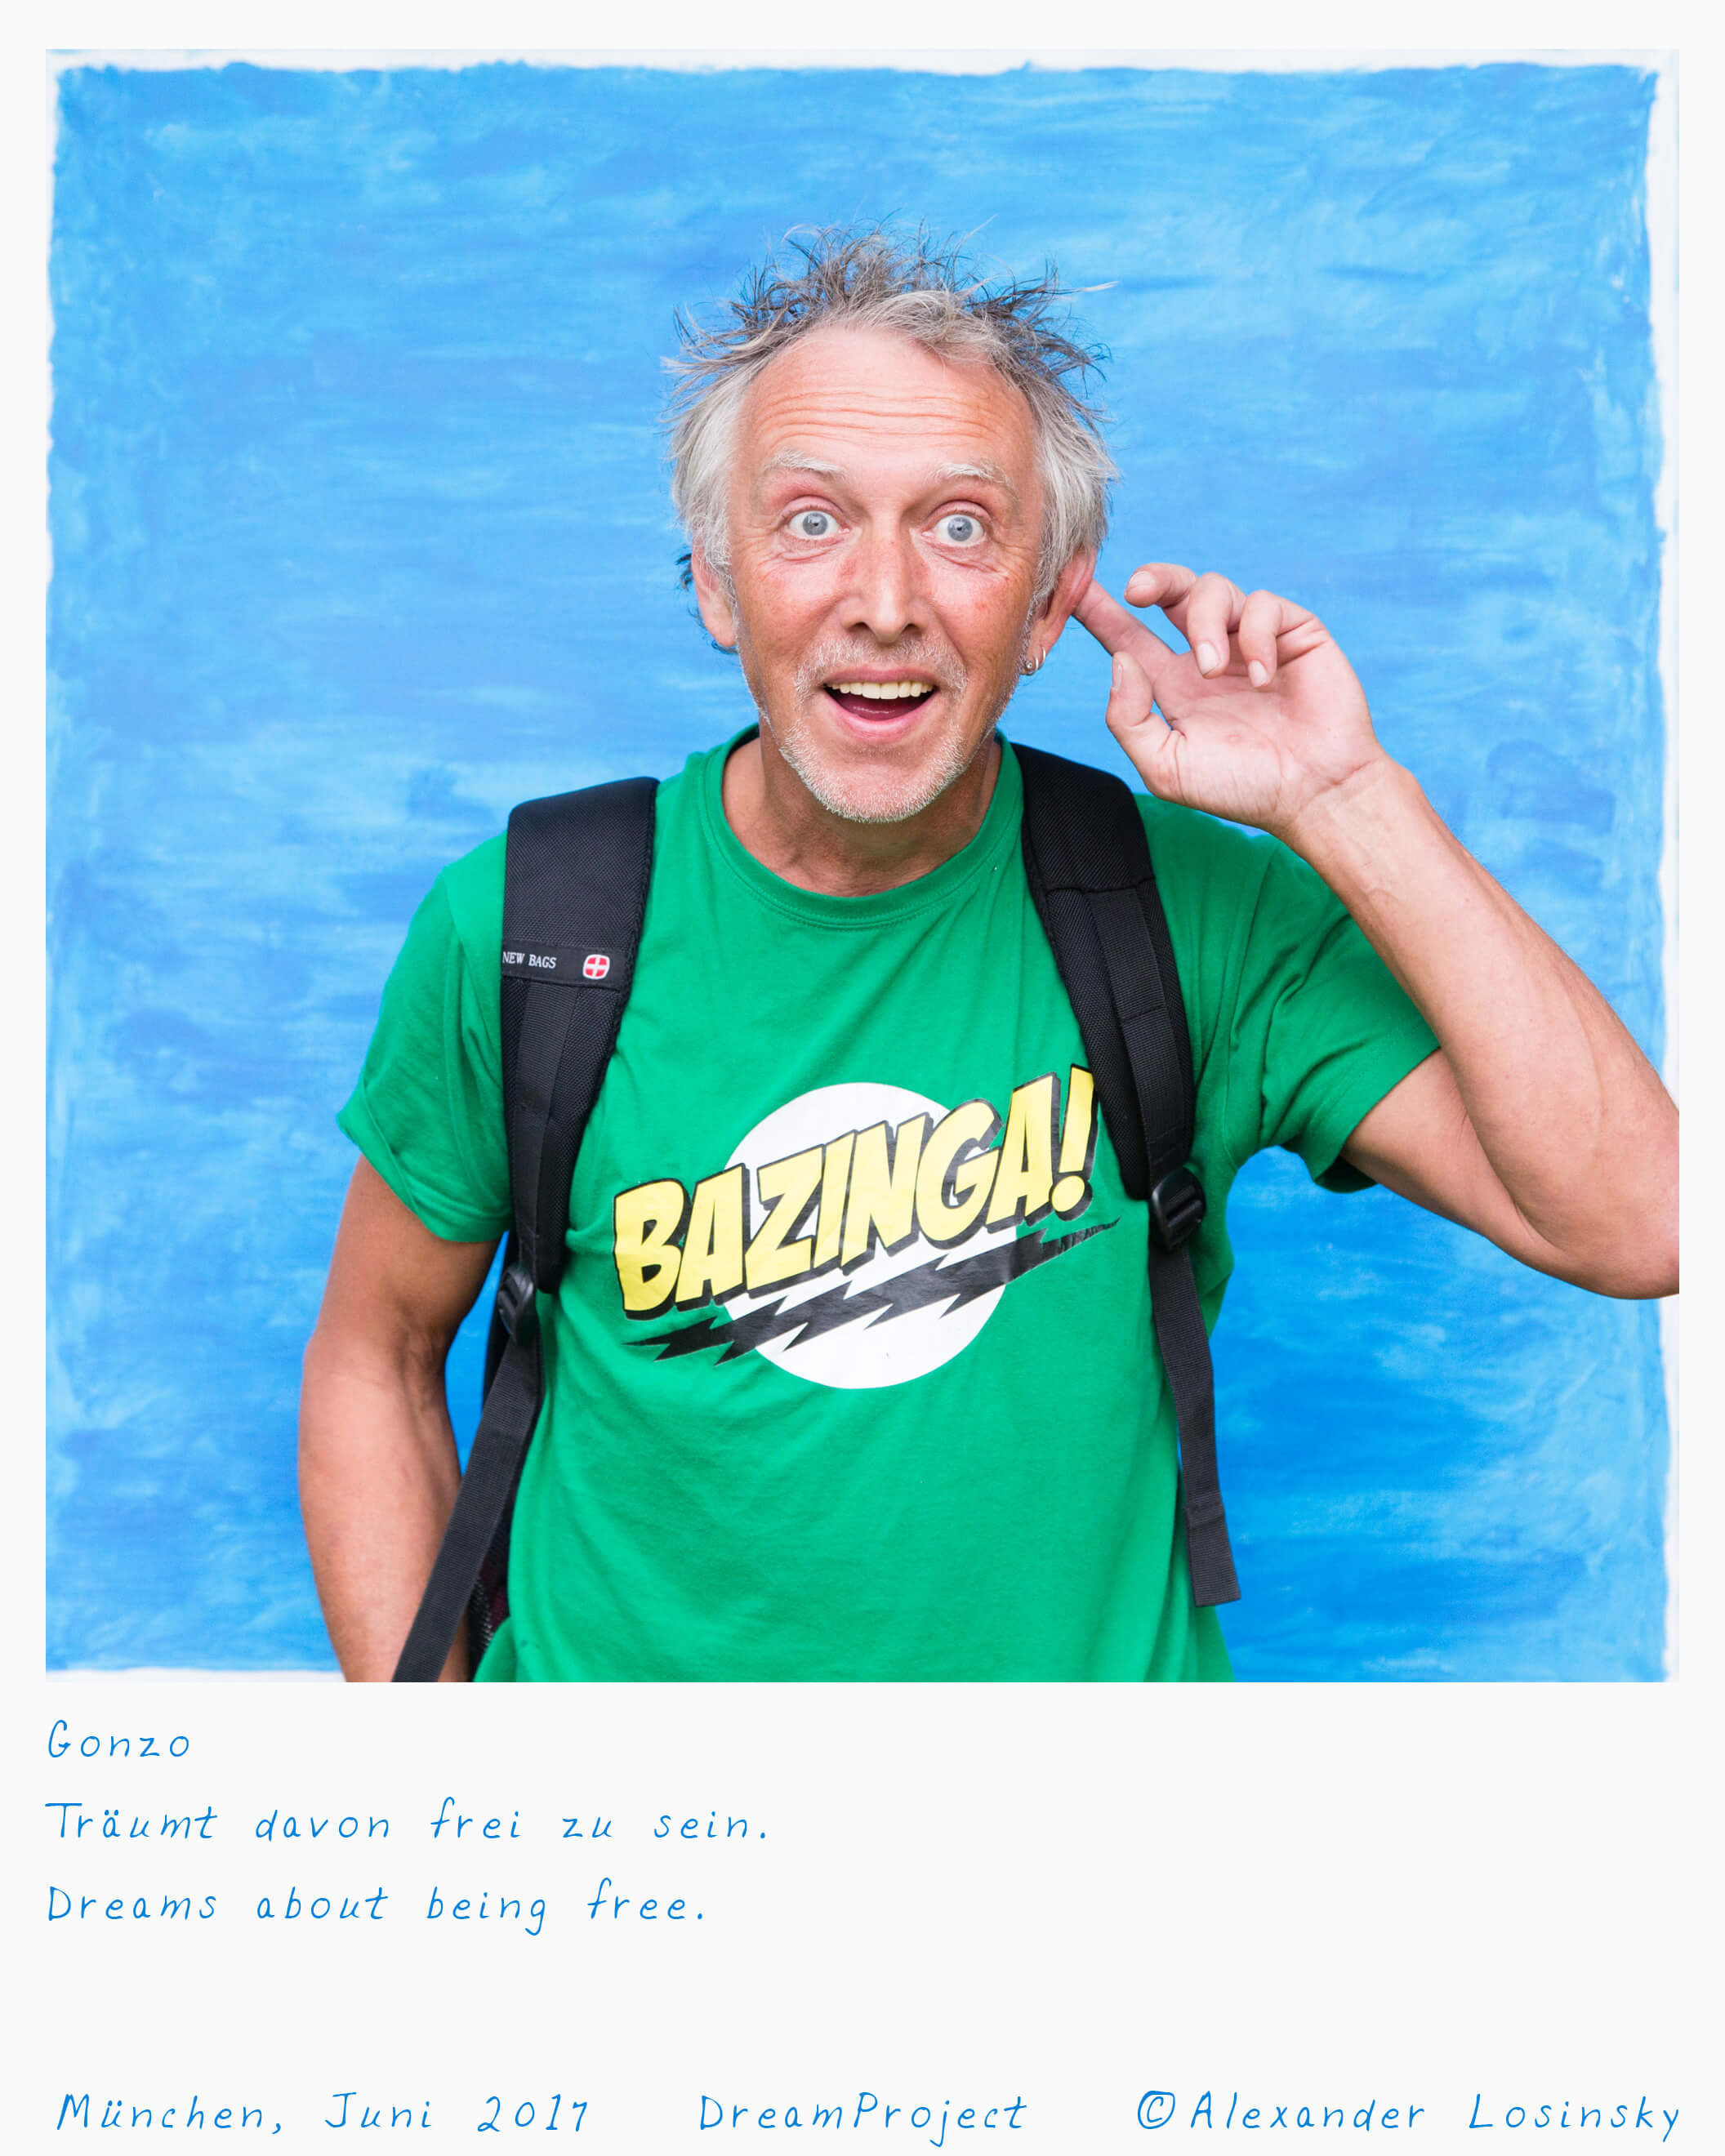 NEW BAGS
BAZINGA!
Gonzo
Träumt davon frei zu sein.
Dreams about being free.
München, Juni 2017 DreamProject ©Alexander Losinsky